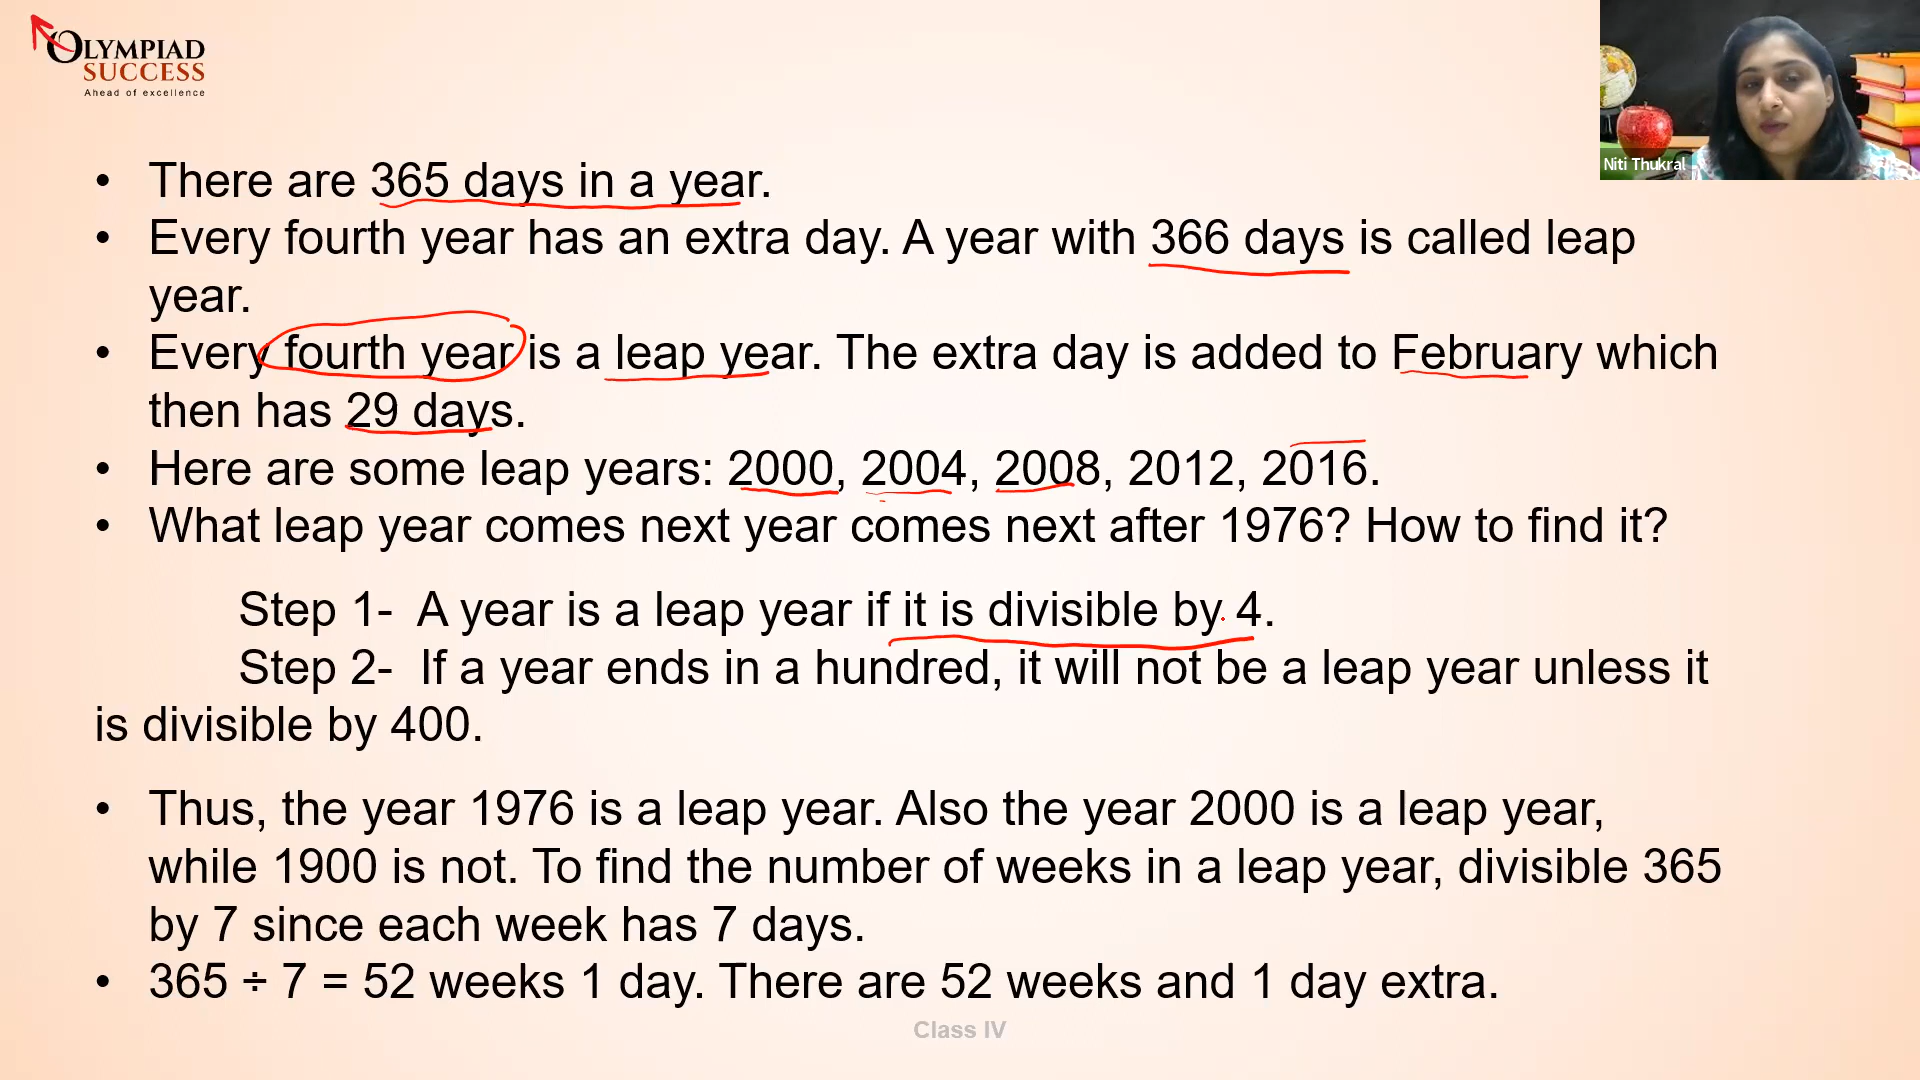 OLYMPIAD
SUCCESS
Ahead of excellence
Niti Thukral
• There are 365 days in a year.
• Every fourth year has an extra day. A year with 366 days is called leap
year.
• Every fourth year is a leap year. The extra day is added to February which
then has 29 days.
• Here are some leap years: 2000, 2004, 2008, 2012, 2016.
• What leap year comes next year comes next after 1976? How to find it?
Step 1- A year is a leap year if it is divisible by 4.
Step 2- If a year ends in a hundred, it will not be a leap year unless it
is divisible by 400.
• Thus, the year 1976 is a leap year. Also the year 2000 is a leap year,
while 1900 is not. To find the number of weeks in a leap year, divisible 365
by 7 since each week has 7 days.
• 365 ÷ 7 = 52 weeks 1 day. There are 52 weeks and 1 day extra.
Class IV